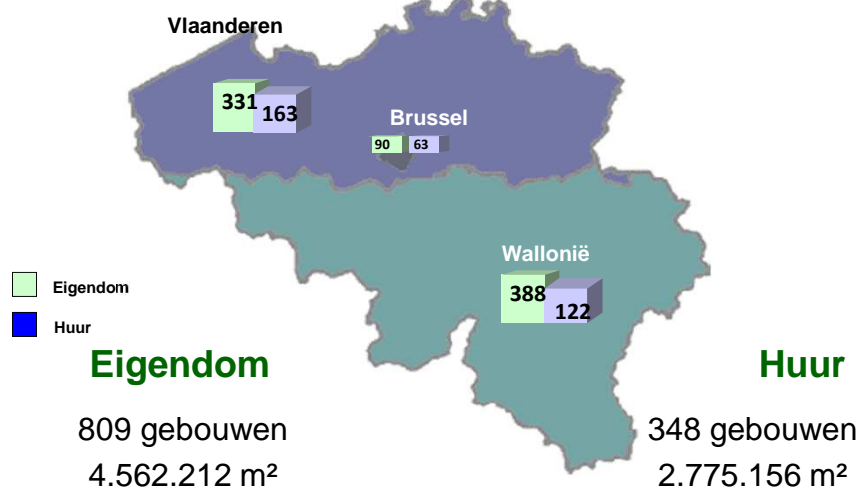 Vlaanderen
331 163
Brussel
90 63
Wallonië
388 122
Eigendom
Huur
Eigendom
809 gebouwen
4.562.212 m²
Huur
348 gebouwen
2.775.156 m²